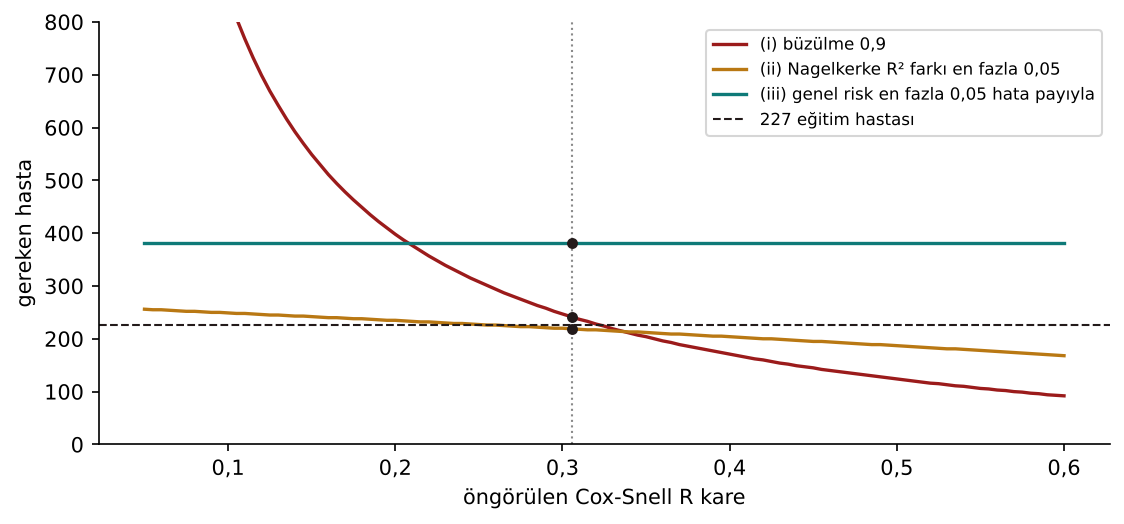 800
700
600
500
400
300
200
100
0
gereken hasta
(i) büzülme 0,9
(ii) Nagelkerke R² farkı en fazla 0,05
(iii) genel risk en fazla 0,05 hata payıyla
227 eğitim hastası
0,1 0,2 0,3 0,4 0,5 0,6
öngörülen Cox-Snell R kare